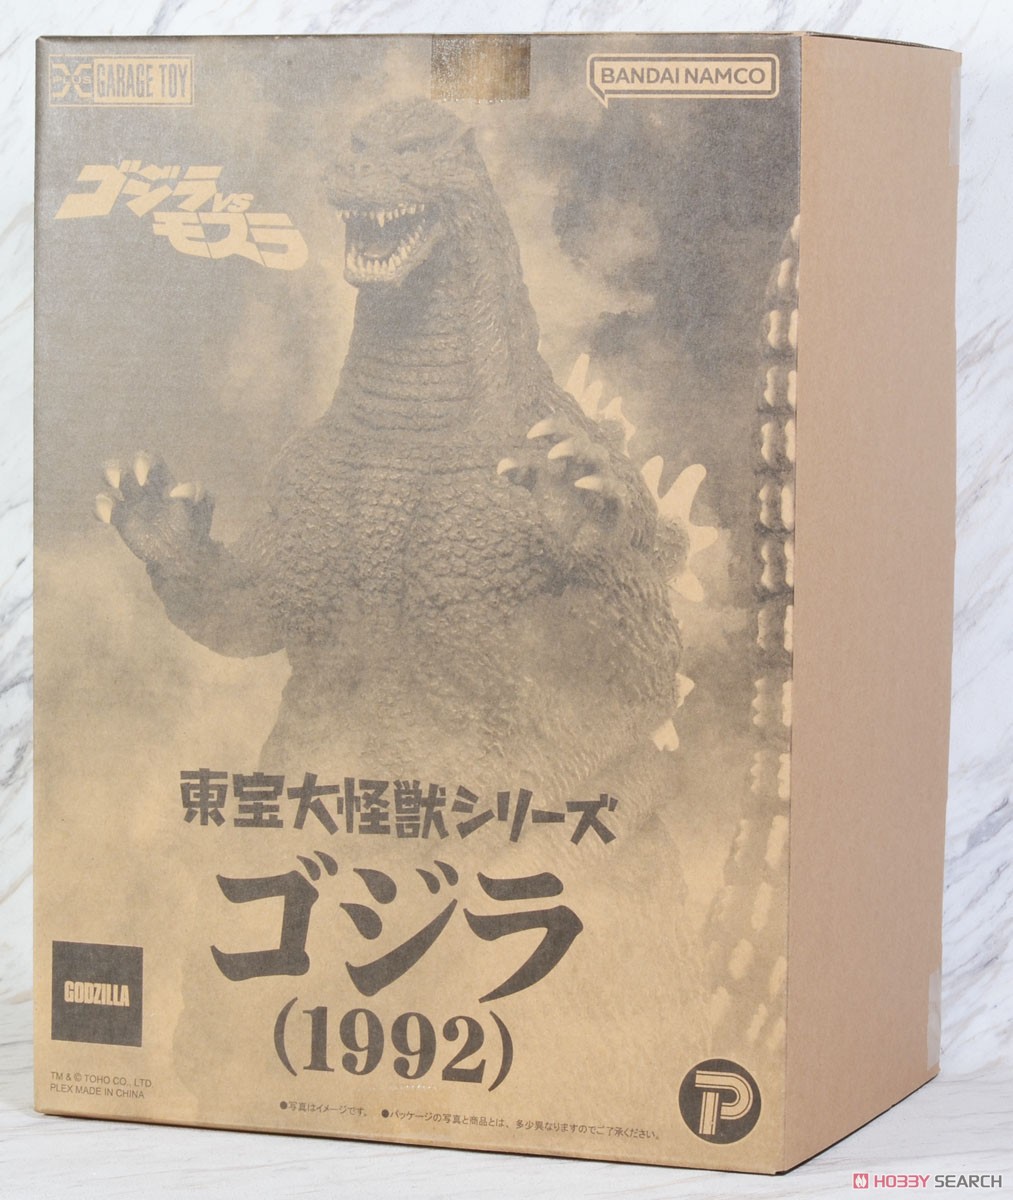 X PLUS GARAGE TOY
BANDAI NAMCO
ゴジラVS
モスラ
東宝大怪獣シリーズ
ゴジラ
(1992)
GODZILLA
TM & © TOHO CO., LTD
PLEX MADE IN CHINA
●写真はイメージです。 ●パッケージの写真と商品とは、多少異なりますのでご了承ください。
P
HOBBY SEARCH